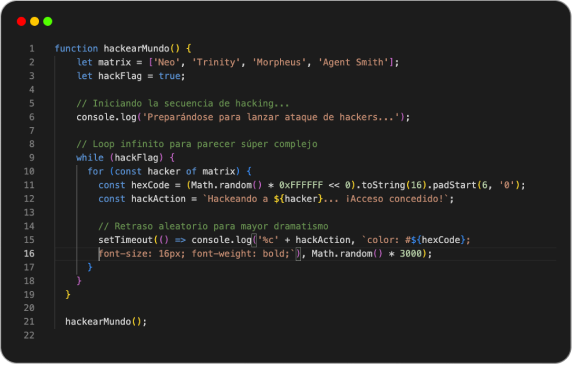 1 function hackearMundo() {
2 let matrix = ['Neo', 'Trinity', 'Morpheus', 'Agent Smith'];
3 let hackFlag = true;
4
5 // Iniciando la secuencia de hacking...
6 console.log('Preparándose para lanzar ataque de hackers...');
7
8 // Loop infinito para parecer súper complejo
9 while (hackFlag) {
10 for (const hacker of matrix) {
11 const hexCode = (Math.random() * 0xFFFFFF << 0).toString(16).padStart(6, '0');
12 const hackAction = `Hackeando a ${hacker}... ¡Acceso concedido!`;
13
14 // Retraso aleatorio para mayor dramatismo
15 setTimeout(() => console.log('%c' + hackAction, `color: #${hexCode};
16 font-size: 16px; font-weight: bold;`), Math.random() * 3000);
17 }
18 }
19 }
20
21 hackearMundo();
22